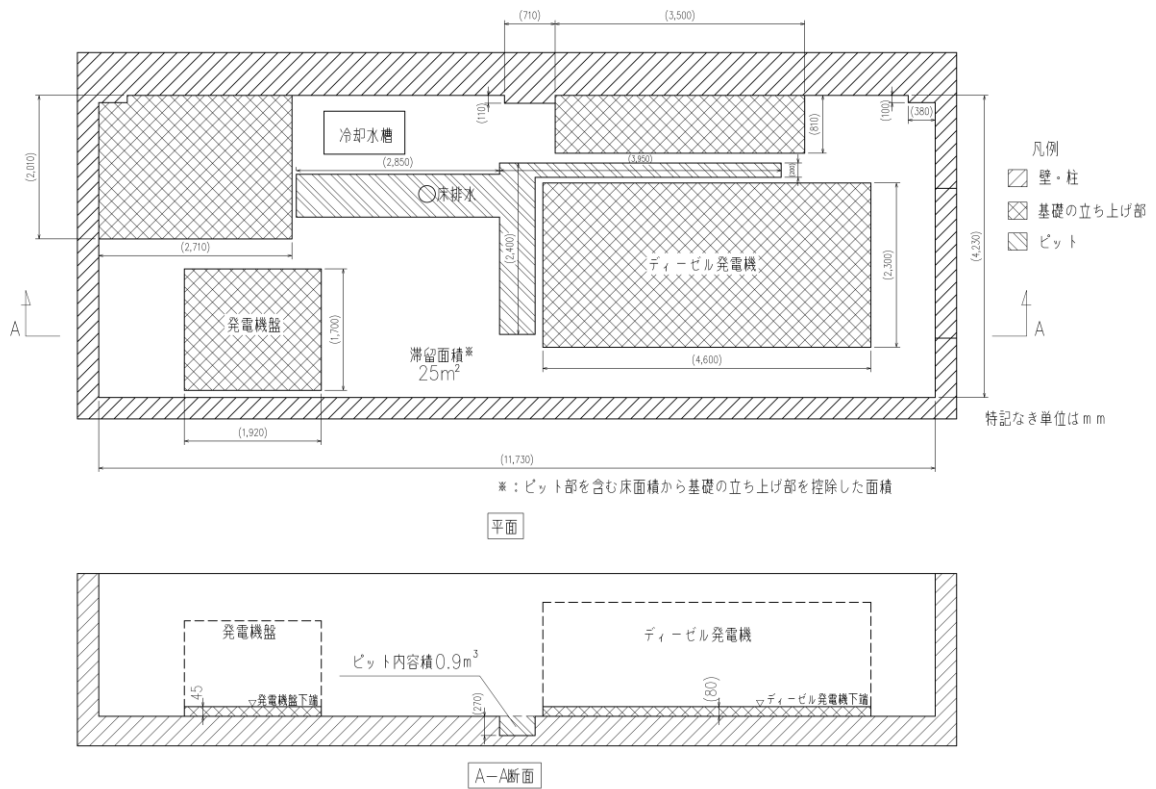 (710)
(3,500)
(110)
(810)
(100)
(380)
冷却水槽
(2,010)
(2,850)
(3,950)
(200)
床排水
(2,710)
(2,400)
ディーゼル発電機
(2,300)
(4,230)
凡例
壁・柱
基礎の立ち上げ部
ピット
A
A
発電機盤
(1,700)
滞留面積※
25m²
(4,600)
(1,920)
特記なき単位はmm
(11,730)
※：ピット部を含む床面積から基礎の立ち上げ部を控除した面積
平面
発電機盤
ディーゼル発電機
ピット内容積0.9m³
45
▽発電機盤下端
(270)
(80)
▽ディーゼル発電機下端
A－A断面